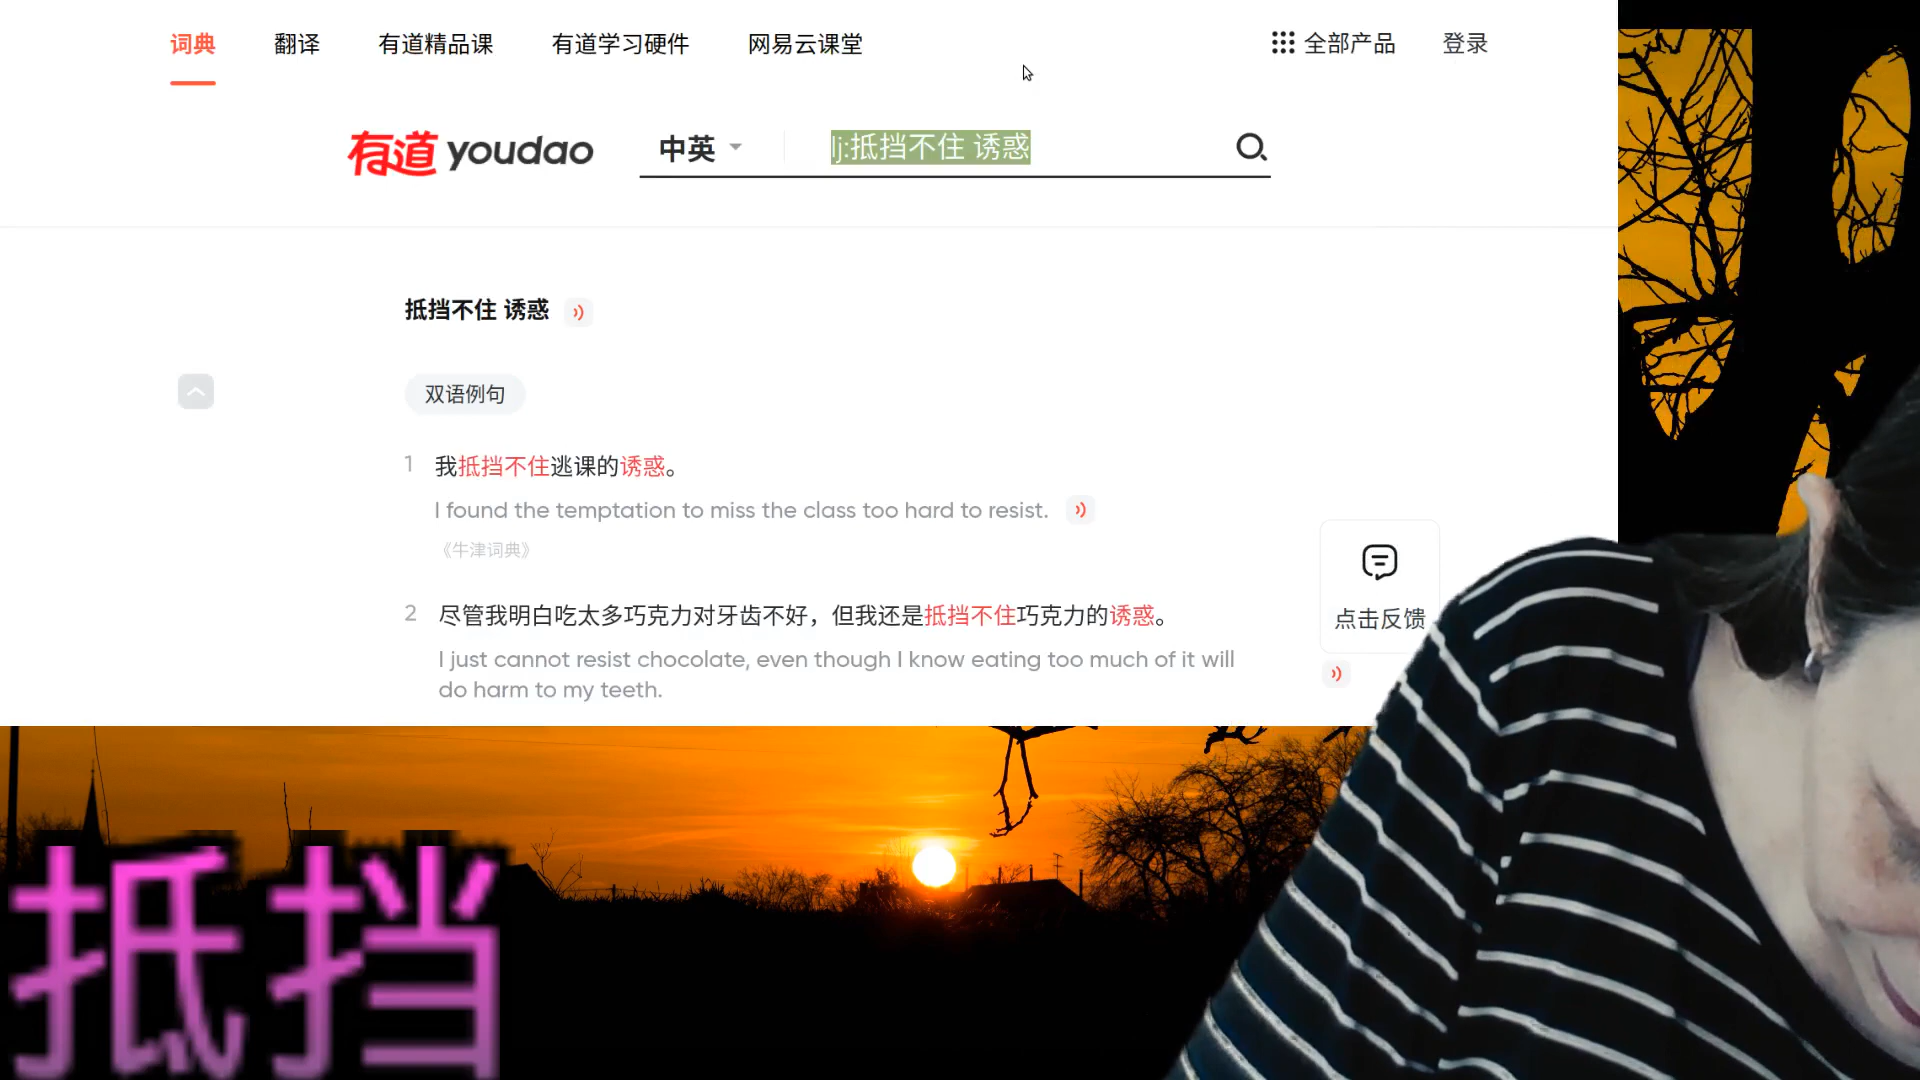 词典 翻译 有道精品课 有道学习硬件 网易云课堂 全部产品 登录
有道 youdao 中英 lj:抵挡不住 诱惑
抵挡不住 诱惑
双语例句
1 我抵挡不住逃课的诱惑。
I found the temptation to miss the class too hard to resist.
《牛津词典》
2 尽管我明白吃太多巧克力对牙齿不好，但我还是抵挡不住巧克力的诱惑。
I just cannot resist chocolate, even though I know eating too much of it will
do harm to my teeth.
点击反馈
抵挡